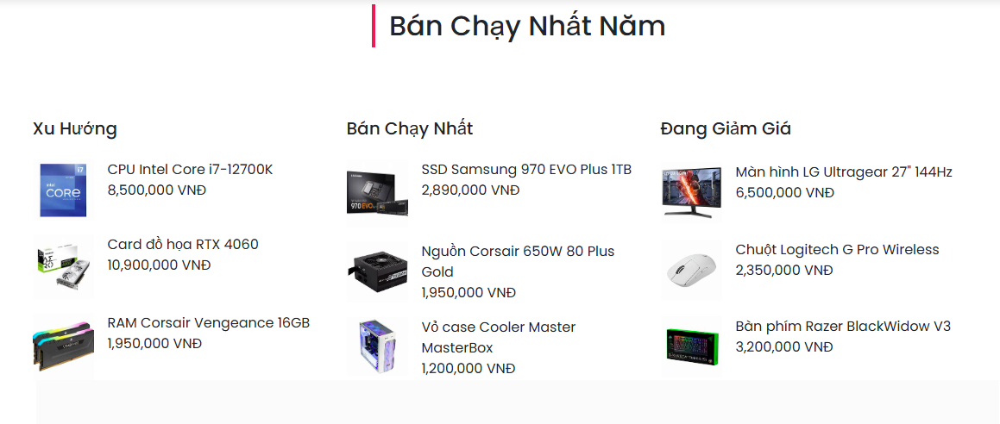 Bán Chạy Nhất Năm
Xu Hướng
CPU Intel Core i7-12700K
8,500,000 VNĐ
Card đồ họa RTX 4060
10,900,000 VNĐ
RAM Corsair Vengeance 16GB
1,950,000 VNĐ
Bán Chạy Nhất
SSD Samsung 970 EVO Plus 1TB
2,890,000 VNĐ
Nguồn Corsair 650W 80 Plus
Gold
1,950,000 VNĐ
Vỏ case Cooler Master
MasterBox
1,200,000 VNĐ
Đang Giảm Giá
Màn hình LG Ultragear 27" 144Hz
6,500,000 VNĐ
Chuột Logitech G Pro Wireless
2,350,000 VNĐ
Bàn phím Razer BlackWidow V3
3,200,000 VNĐ
i7
intel
CORE
970 EVO